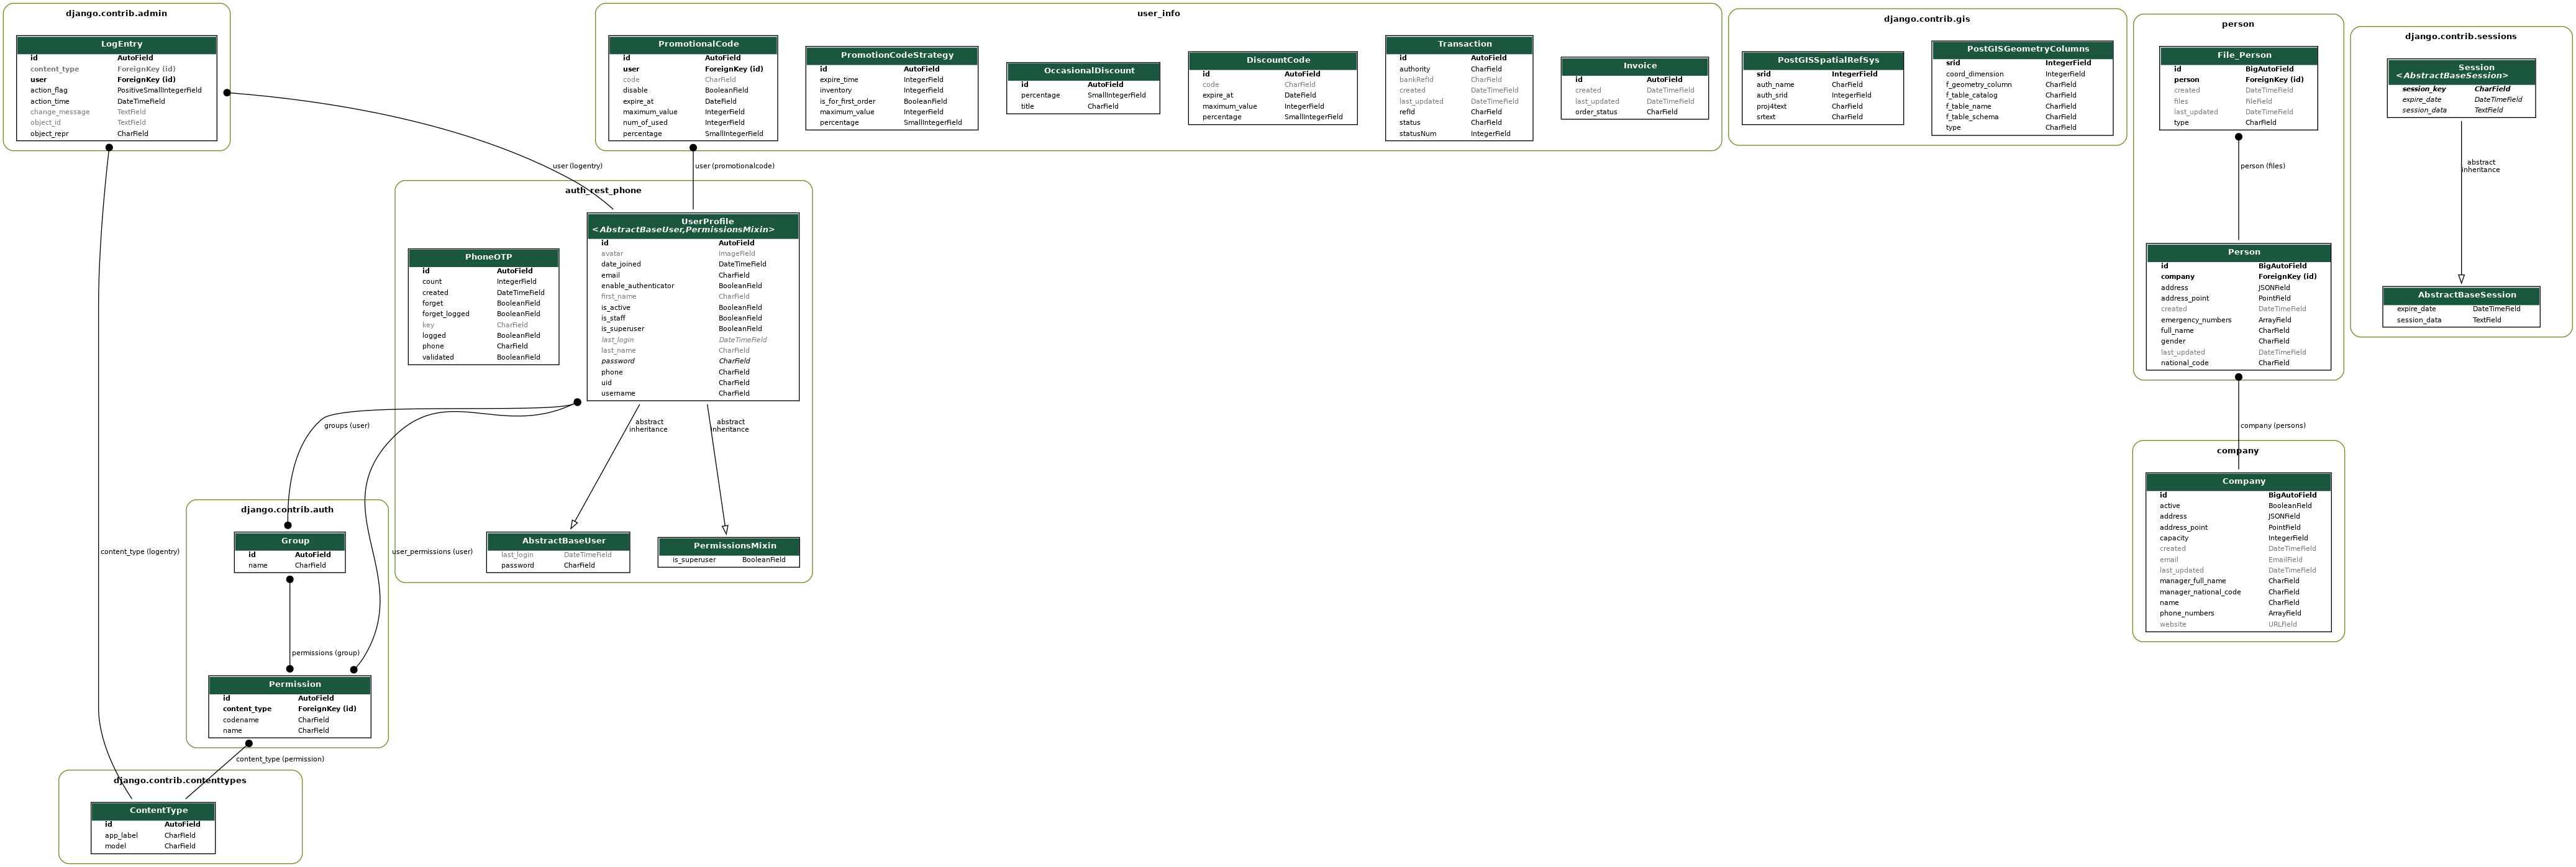 django.contrib.admin
LogEntry
id AutoField
content_type ForeignKey (id)
user ForeignKey (id)
action_flag PositiveSmallIntegerField
action_time DateTimeField
change_message TextField
object_id TextField
object_repr CharField
user_info
PromotionalCode
id AutoField
user ForeignKey (id)
code CharField
disable BooleanField
expire_at DateField
maximum_value IntegerField
num_of_used IntegerField
percentage SmallIntegerField
PromotionCodeStrategy
id AutoField
expire_time IntegerField
inventory IntegerField
is_for_first_order BooleanField
maximum_value IntegerField
percentage SmallIntegerField
OccasionalDiscount
id AutoField
percentage SmallIntegerField
title CharField
DiscountCode
id AutoField
code CharField
expire_at DateField
maximum_value IntegerField
percentage SmallIntegerField
Transaction
id AutoField
authority CharField
bankRefId CharField
created DateTimeField
last_updated DateTimeField
refId CharField
status CharField
statusNum IntegerField
Invoice
id AutoField
created DateTimeField
last_updated DateTimeField
order_status CharField
django.contrib.gis
PostGISSpatialRefSys
srid IntegerField
auth_name CharField
auth_srid IntegerField
proj4text CharField
srtext CharField
PostGISGeometryColumns
srid IntegerField
coord_dimension IntegerField
f_geometry_column CharField
f_table_catalog CharField
f_table_name CharField
f_table_schema CharField
type CharField
person
File_Person
id BigAutoField
person ForeignKey (id)
created DateTimeField
files FileField
last_updated DateTimeField
type CharField
django.contrib.sessions
Session
<AbstractBaseSession>
session_key CharField
expire_date DateTimeField
session_data TextField
user (logentry)
user (promotionalcode)
person (files)
abstract
inheritance
auth_rest_phone
PhoneOTP
id AutoField
count IntegerField
created DateTimeField
forget BooleanField
forget_logged BooleanField
key CharField
logged BooleanField
phone CharField
validated BooleanField
UserProfile
<AbstractBaseUser,PermissionsMixin>
id AutoField
avatar ImageField
date_joined DateTimeField
email CharField
enable_authenticator BooleanField
first_name CharField
is_active BooleanField
is_staff BooleanField
is_superuser BooleanField
last_login DateTimeField
last_name CharField
password CharField
phone CharField
uid CharField
username CharField
Person
id BigAutoField
company ForeignKey (id)
address JSONField
address_point PointField
created DateTimeField
emergency_numbers ArrayField
full_name CharField
gender CharField
last_updated DateTimeField
national_code CharField
AbstractBaseSession
expire_date DateTimeField
session_data TextField
groups (user)
abstract
inheritance
abstract
inheritance
company (persons)
company
Company
id BigAutoField
active BooleanField
address JSONField
address_point PointField
capacity IntegerField
created DateTimeField
email EmailField
last_updated DateTimeField
manager_full_name CharField
manager_national_code CharField
name CharField
phone_numbers ArrayField
website URLField
django.contrib.auth
Group
id AutoField
name CharField
content_type (logentry)
user_permissions (user)
AbstractBaseUser
last_login DateTimeField
password CharField
PermissionsMixin
is_superuser BooleanField
permissions (group)
Permission
id AutoField
content_type ForeignKey (id)
codename CharField
name CharField
content_type (permission)
django.contrib.contenttypes
ContentType
id AutoField
app_label CharField
model CharField